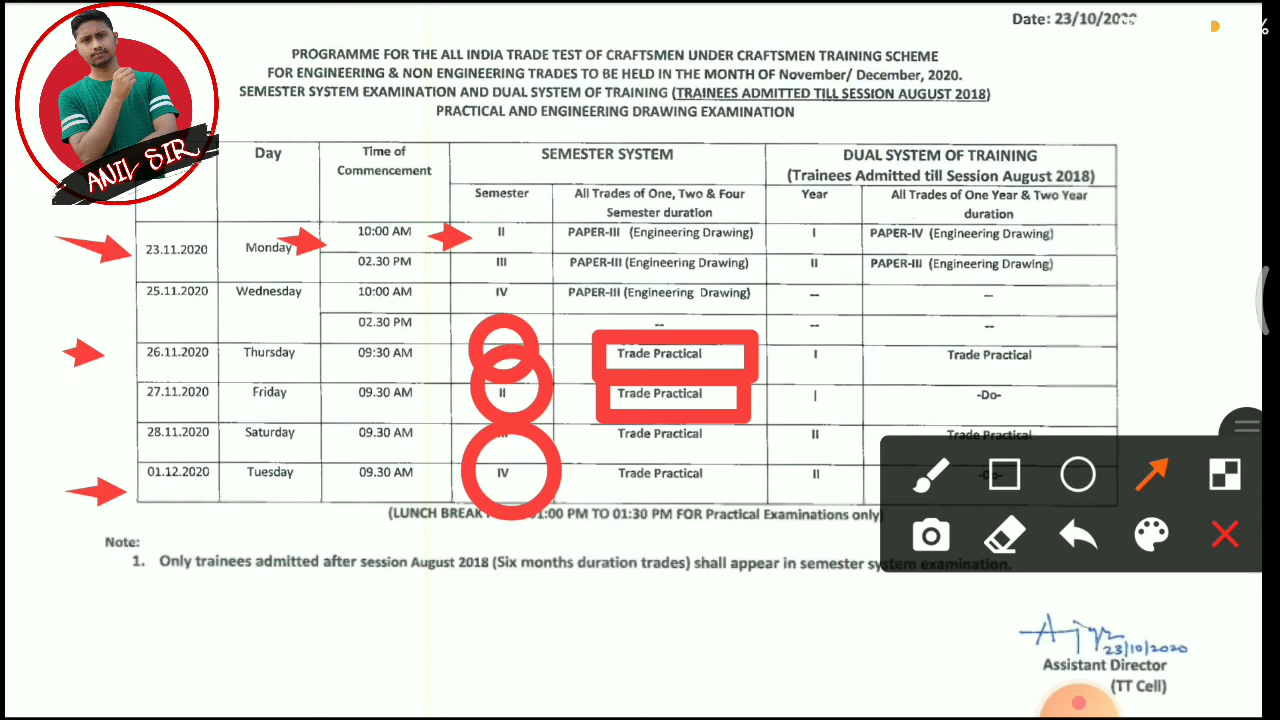 Date: 23/10/2020
PROGRAMME FOR THE ALL INDIA TRADE TEST OF CRAFTSMEN UNDER CRAFTSMEN TRAINING SCHEME
FOR ENGINEERING & NON ENGINEERING TRADES TO BE HELD IN THE MONTH OF November/ December, 2020.
SEMESTER SYSTEM EXAMINATION AND DUAL SYSTEM OF TRAINING (TRAINEES ADMITTED TILL SESSION AUGUST 2018)
PRACTICAL AND ENGINEERING DRAWING EXAMINATION
ANIL SIR
Day Time of Commencement SEMESTER SYSTEM DUAL SYSTEM OF TRAINING
(Trainees Admitted till Session August 2018)
Semester All Trades of One, Two & Four Semester duration Year All Trades of One Year & Two Year duration
23.11.2020 Monday 10:00 AM II PAPER-III (Engineering Drawing) I PAPER-IV (Engineering Drawing)
02.30 PM III PAPER-III (Engineering Drawing) II PAPER-III (Engineering Drawing)
25.11.2020 Wednesday 10:00 AM IV PAPER-III (Engineering Drawing) -- --
02.30 PM -- -- --
26.11.2020 Thursday 09:30 AM Trade Practical I Trade Practical
27.11.2020 Friday 09.30 AM II Trade Practical I -Do-
28.11.2020 Saturday 09.30 AM Trade Practical II Trade Practical
01.12.2020 Tuesday 09.30 AM IV Trade Practical II
(LUNCH BREAK 01:00 PM TO 01:30 PM FOR Practical Examinations only)
Note:
1. Only trainees admitted after session August 2018 (Six months duration trades) shall appear in semester system examination.
23/10/2020
Assistant Director
(TT Cell)